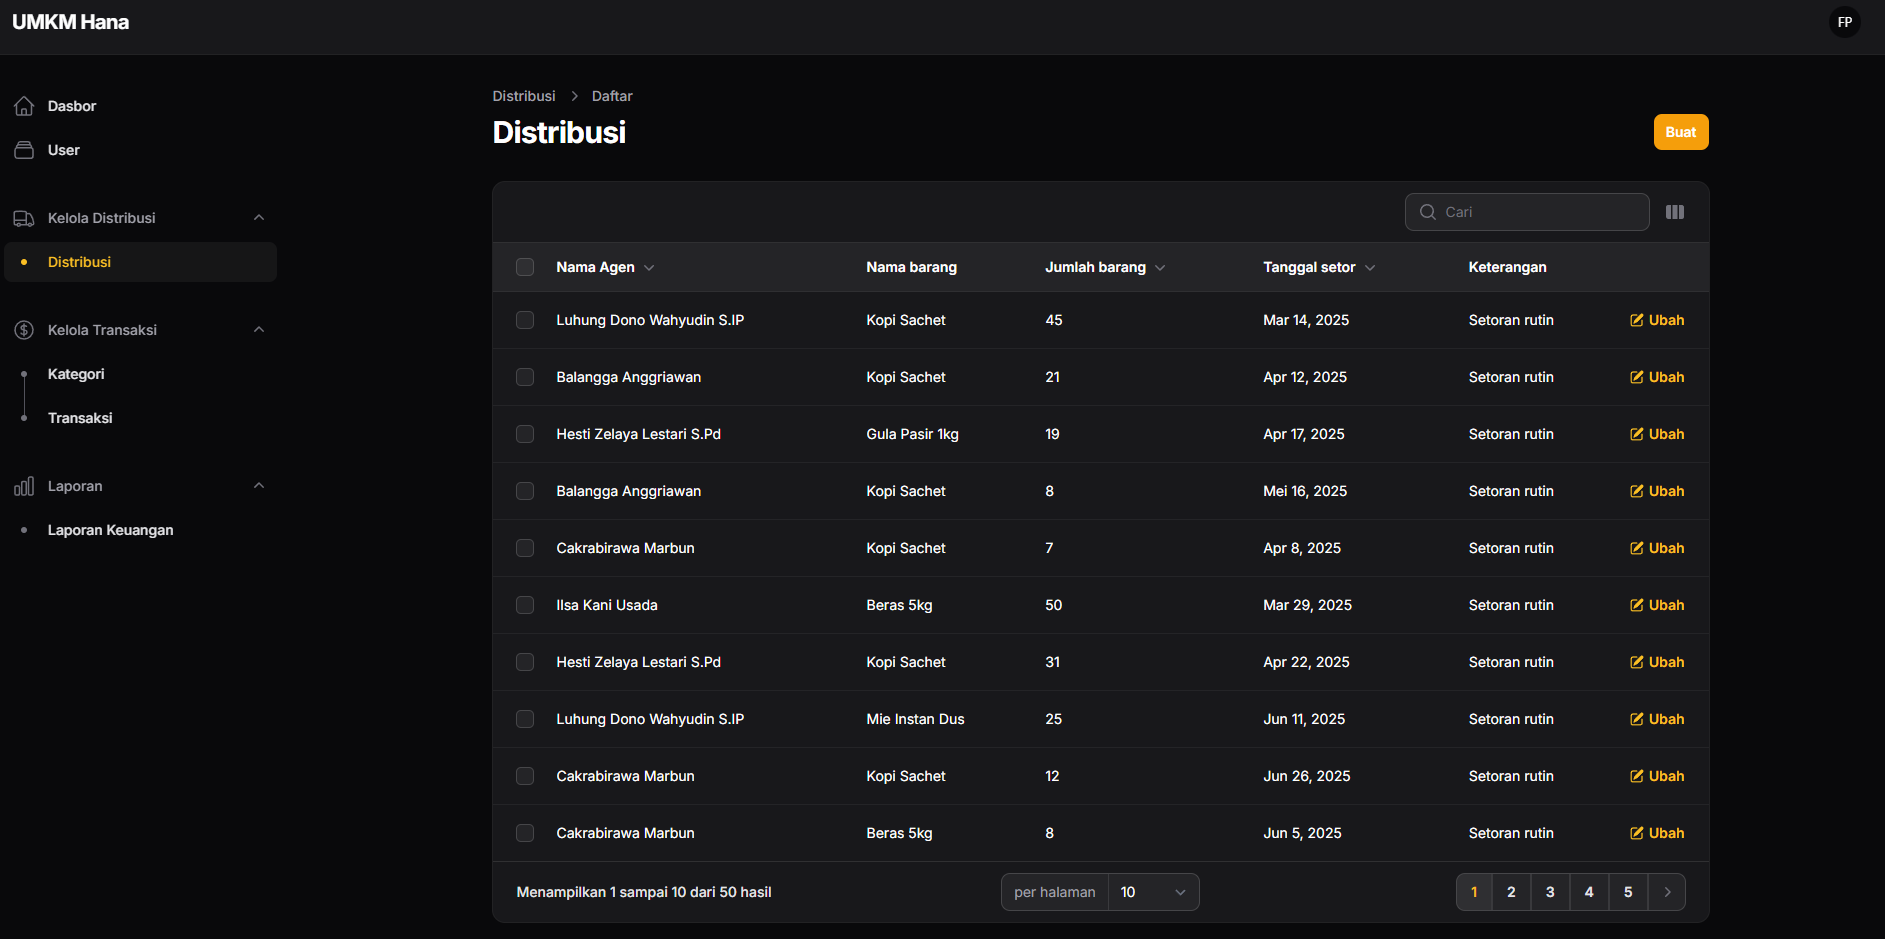 UMKM Hana
FP
Dasbor
User
Kelola Distribusi
Distribusi
Kelola Transaksi
Kategori
Transaksi
Laporan
Laporan Keuangan
Distribusi > Daftar
Distribusi
Buat
Cari
Nama Agen Nama barang Jumlah barang Tanggal setor Keterangan
Luhung Dono Wahyudin S.IP Kopi Sachet 45 Mar 14, 2025 Setoran rutin Ubah
Balangga Anggriawan Kopi Sachet 21 Apr 12, 2025 Setoran rutin Ubah
Hesti Zelaya Lestari S.Pd Gula Pasir 1kg 19 Apr 17, 2025 Setoran rutin Ubah
Balangga Anggriawan Kopi Sachet 8 Mei 16, 2025 Setoran rutin Ubah
Cakrabirawa Marbun Kopi Sachet 7 Apr 8, 2025 Setoran rutin Ubah
Ilsa Kani Usada Beras 5kg 50 Mar 29, 2025 Setoran rutin Ubah
Hesti Zelaya Lestari S.Pd Kopi Sachet 31 Apr 22, 2025 Setoran rutin Ubah
Luhung Dono Wahyudin S.IP Mie Instan Dus 25 Jun 11, 2025 Setoran rutin Ubah
Cakrabirawa Marbun Kopi Sachet 12 Jun 26, 2025 Setoran rutin Ubah
Cakrabirawa Marbun Beras 5kg 8 Jun 5, 2025 Setoran rutin Ubah
Menampilkan 1 sampai 10 dari 50 hasil per halaman 10 1 2 3 4 5